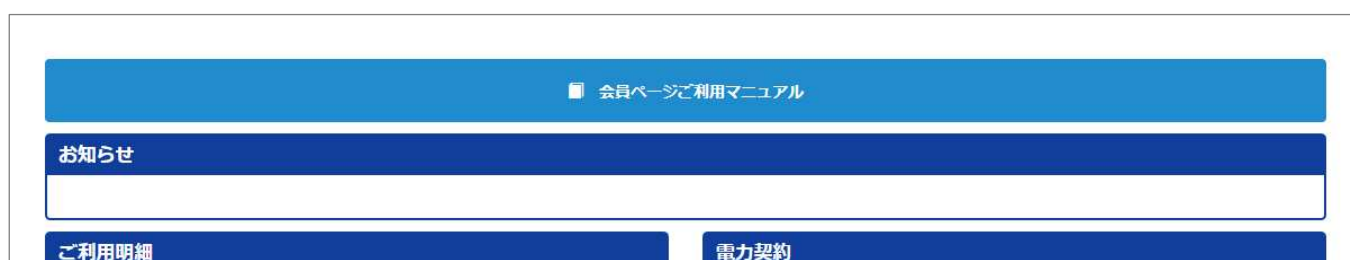 会員ページご利用マニュアル
お知らせ
ご利用明細
電力契約